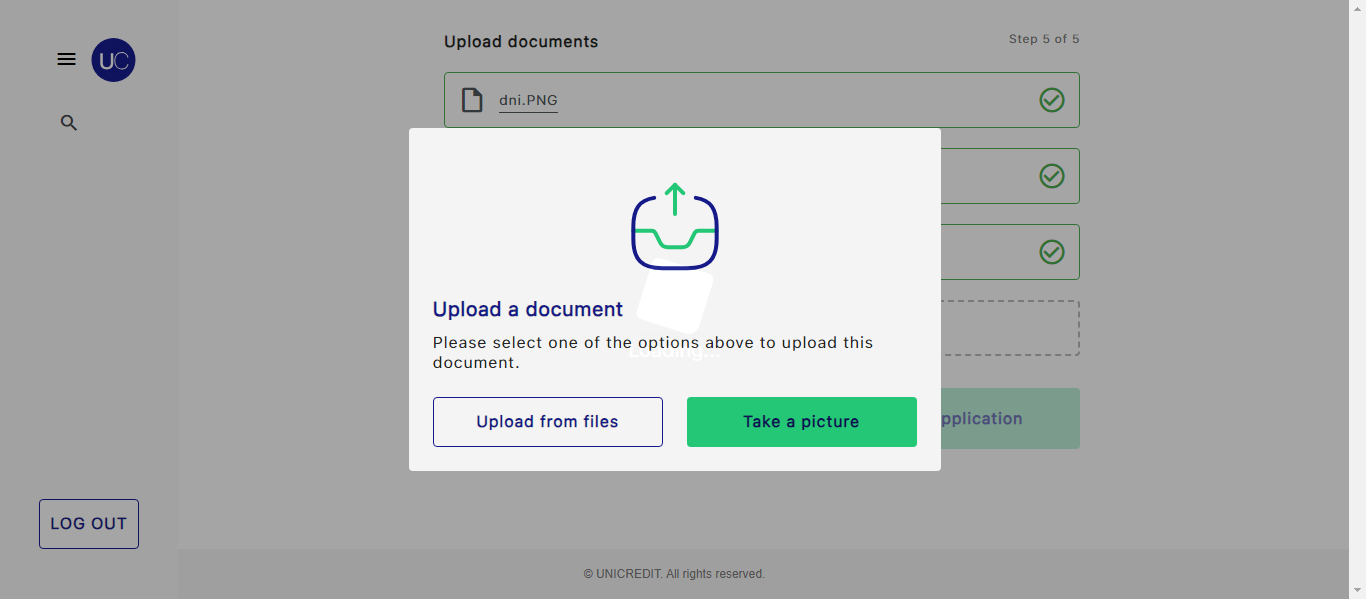 UC
Upload documents
Step 5 of 5
dni.PNG
Upload a document
Loading...
Please select one of the options above to upload this
document.
Upload from files
Take a picture
pplication
LOG OUT
© UNICREDIT. All rights reserved.